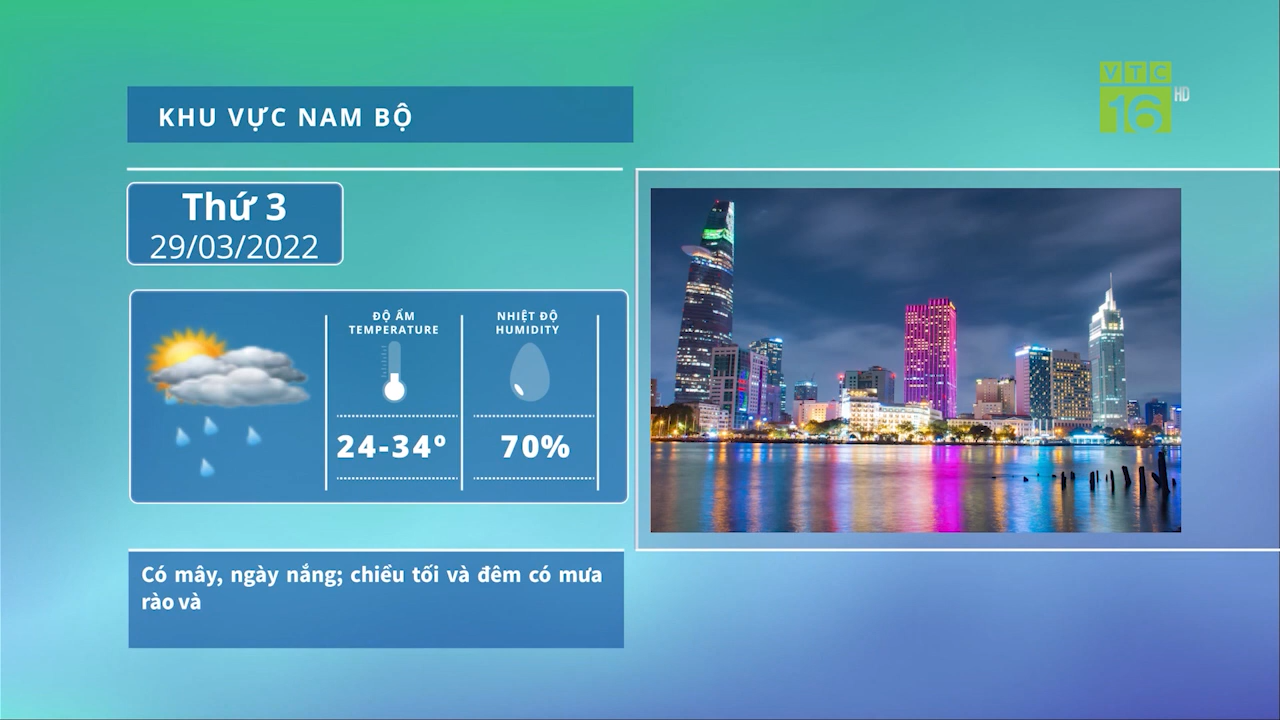 KHU VỰC NAM BỘ
VTC
16
HD
Thứ 3
29/03/2022
ĐỘ ẨM
TEMPERATURE
24-34º
NHIỆT ĐỘ
HUMIDITY
70%
Có mây, ngày nắng; chiều tối và đêm có mưa
rào và